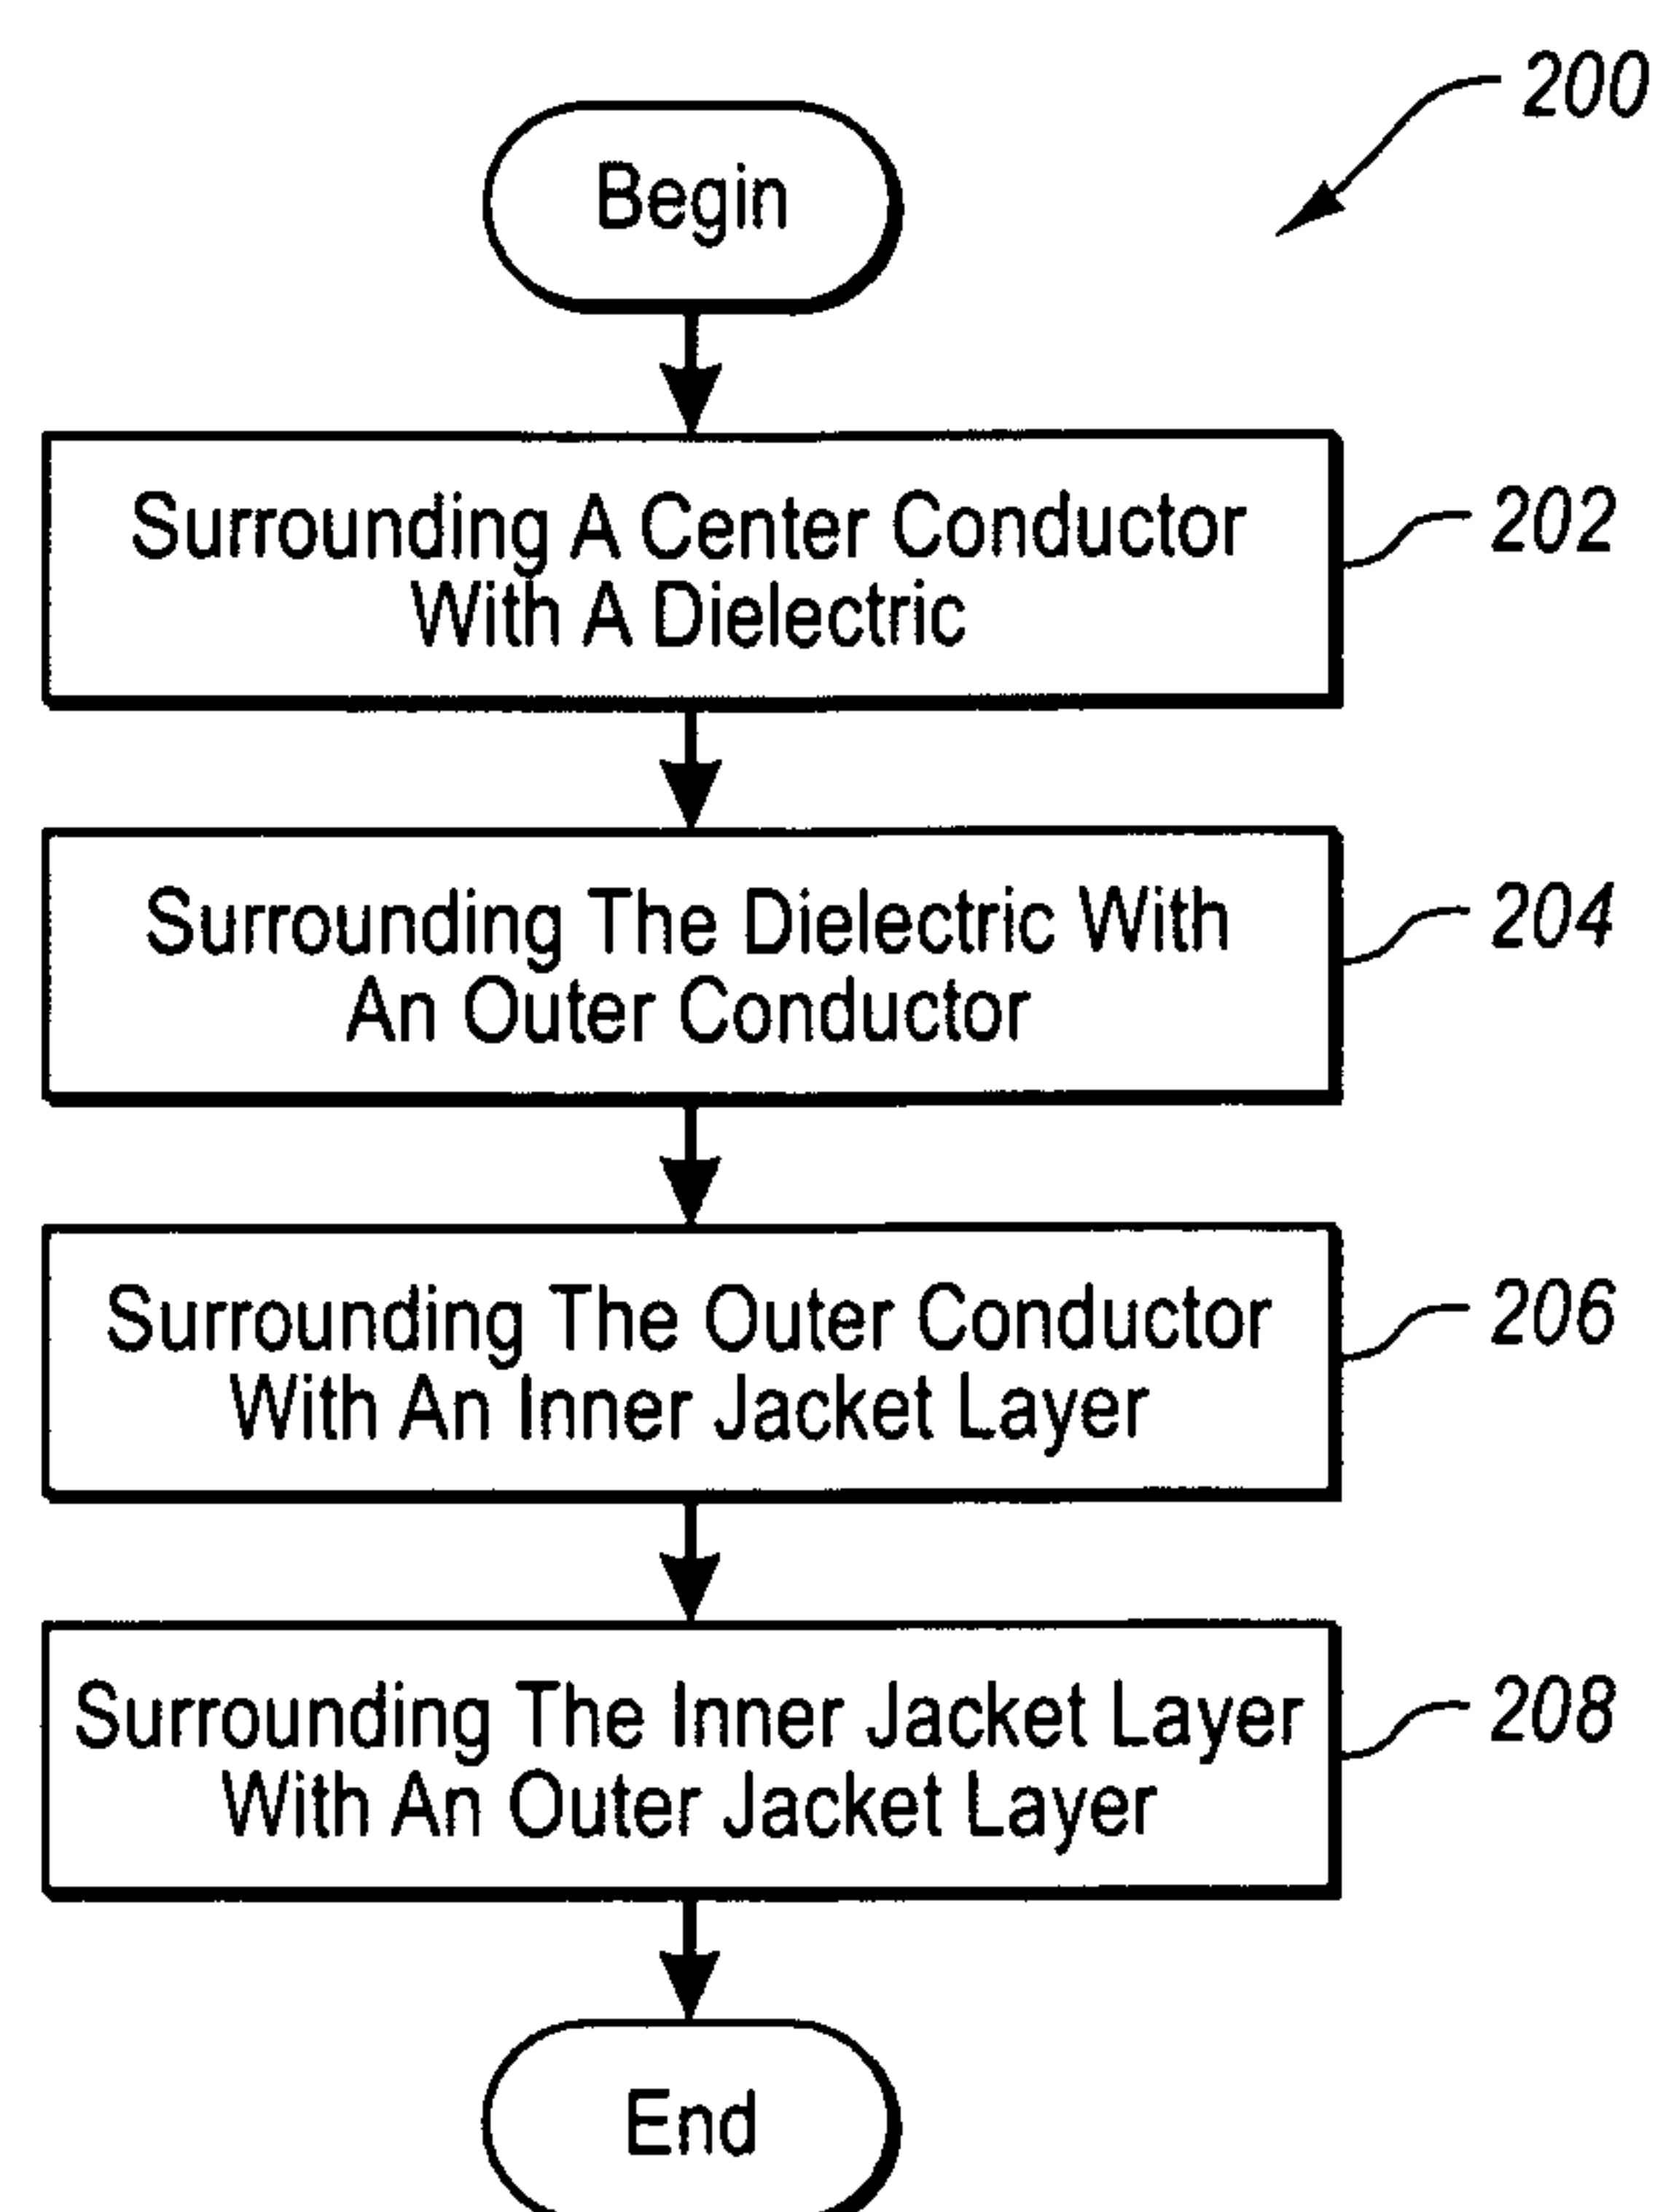 200
Begin
Surrounding A Center Conductor
With A Dielectric
202
Surrounding The Dielectric With
An Outer Conductor
204
Surrounding The Outer Conductor
With An Inner Jacket Layer
206
Surrounding The Inner Jacket Layer
With An Outer Jacket Layer
208
End